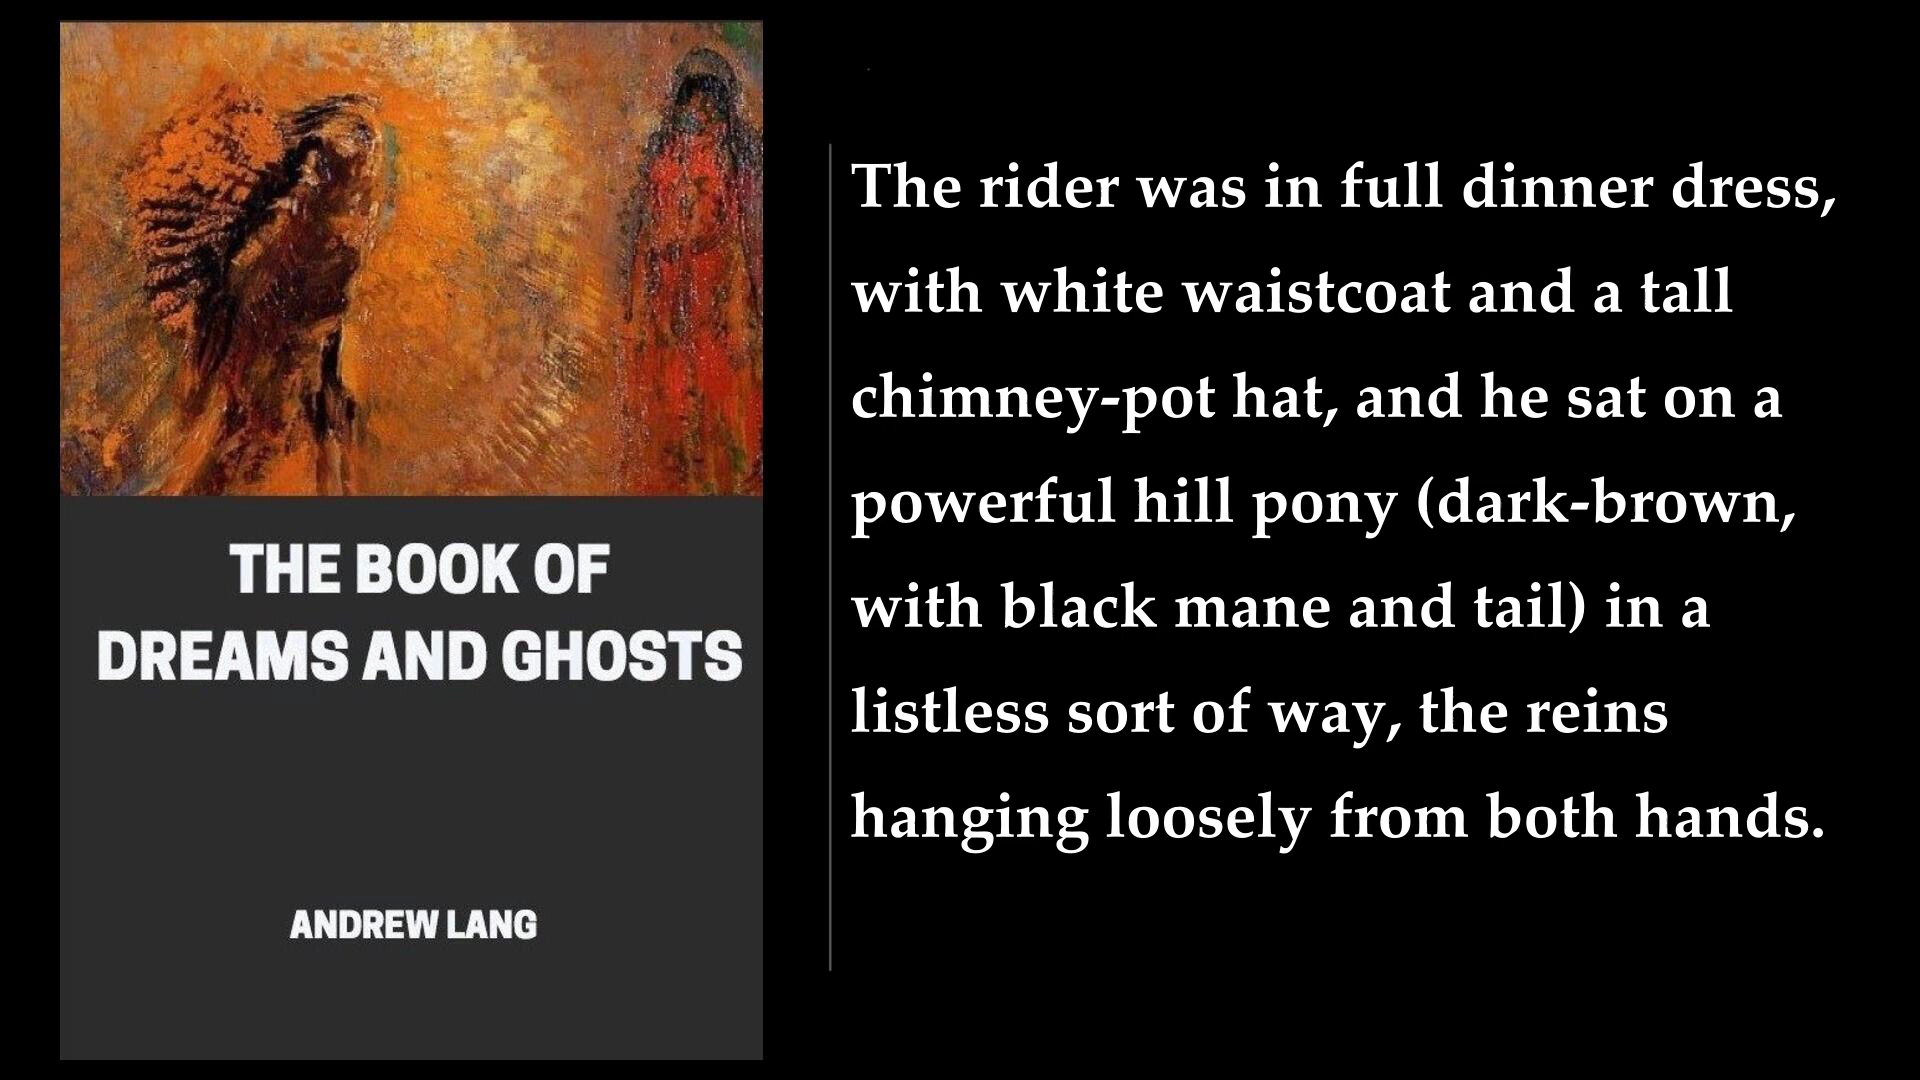 THE BOOK OF
DREAMS AND GHOSTS
ANDREW LANG
The rider was in full dinner dress,
with white waistcoat and a tall
chimney-pot hat, and he sat on a
powerful hill pony (dark-brown,
with black mane and tail) in a
listless sort of way, the reins
hanging loosely from both hands.